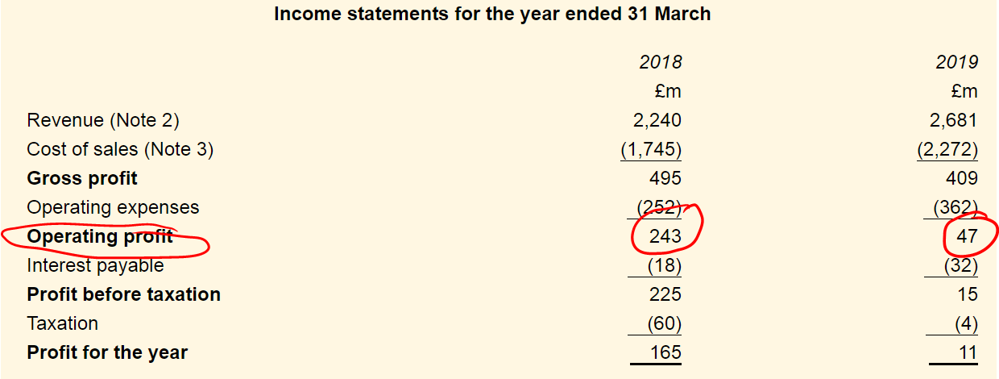 Income statements for the year ended 31 March
2018 2019
£m £m
Revenue (Note 2) 2,240 2,681
Cost of sales (Note 3) (1,745) (2,272)
Gross profit 495 409
Operating expenses (252) (362)
Operating profit 243 47
Interest payable (18) (32)
Profit before taxation 225 15
Taxation (60) (4)
Profit for the year 165 11